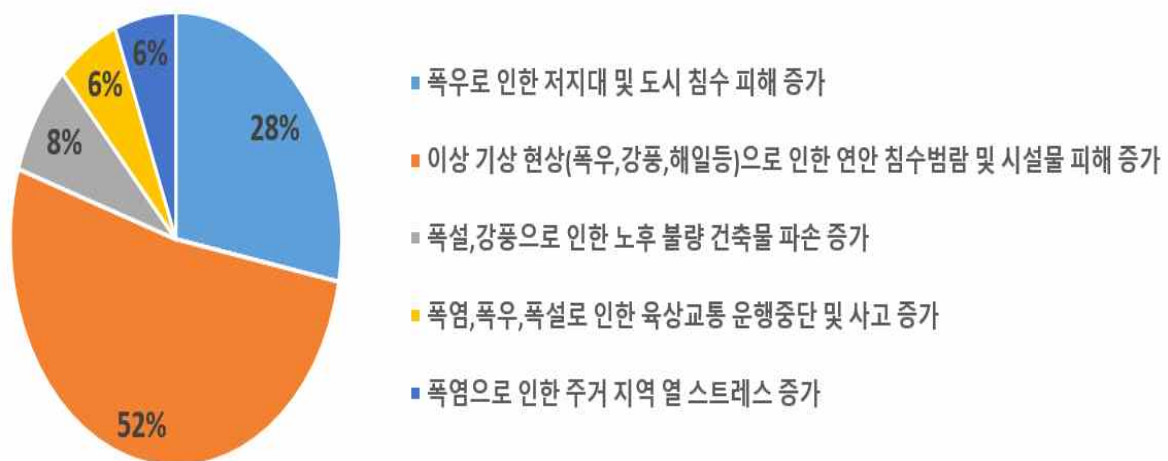 6%
6%
8%
28%
52%
폭우로 인한 저지대 및 도시 침수 피해 증가
이상 기상 현상(폭우,강풍,해일등)으로 인한 연안 침수범람 및 시설물 피해 증가
폭설,강풍으로 인한 노후 불량 건축물 파손 증가
폭염,폭우,폭설로 인한 육상교통 운행중단 및 사고 증가
폭염으로 인한 주거 지역 열 스트레스 증가